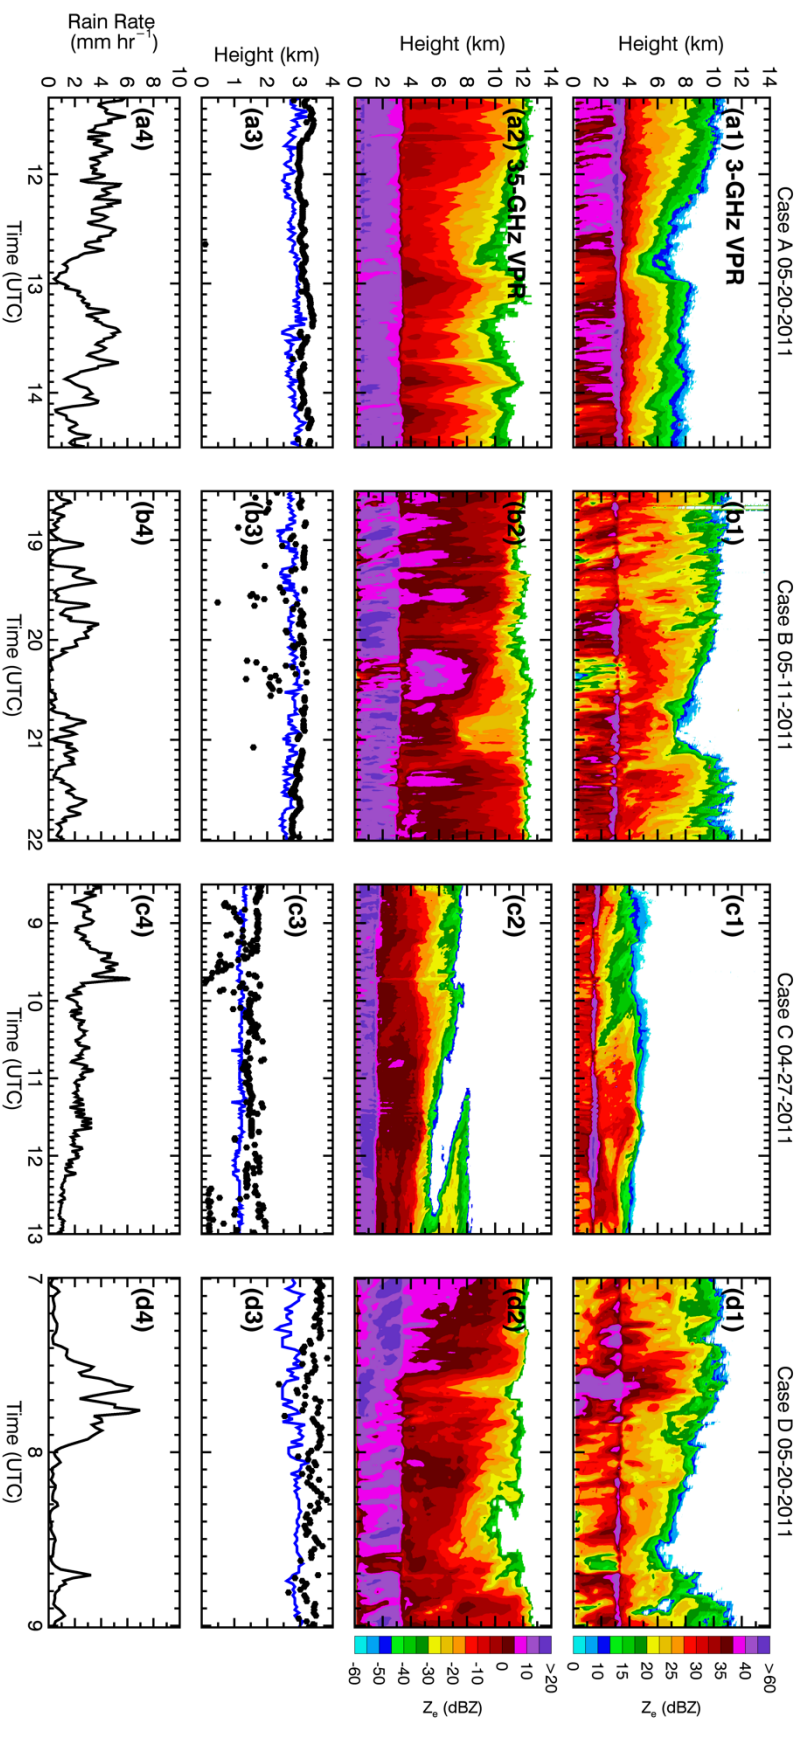 Case A 05-20-2011
Case B 05-11-2011
Case C 04-27-2011
Case D 05-20-2011
Height (km)
14
12
10
8
6
4
2
0
(a1) 3-GHz VPR
(b1)
(c1)
(d1)
>60
40
35
30
25
20
15
10
0
Ze (dBZ)
Height (km)
14
12
10
8
6
4
2
0
(a2) 35-GHz VPR
(b2)
(c2)
(d2)
>20
10
0
-10
-20
-30
-40
-50
-60
Ze (dBZ)
Height (km)
4
3
2
1
0
(a3)
(b3)
(c3)
(d3)
Rain Rate
(mm hr⁻¹)
10
8
6
4
2
0
(a4)
(b4)
(c4)
(d4)
12 13 14
19 20 21 22
9 10 11 12 13
7 8 9
Time (UTC)
Time (UTC)
Time (UTC)
Time (UTC)